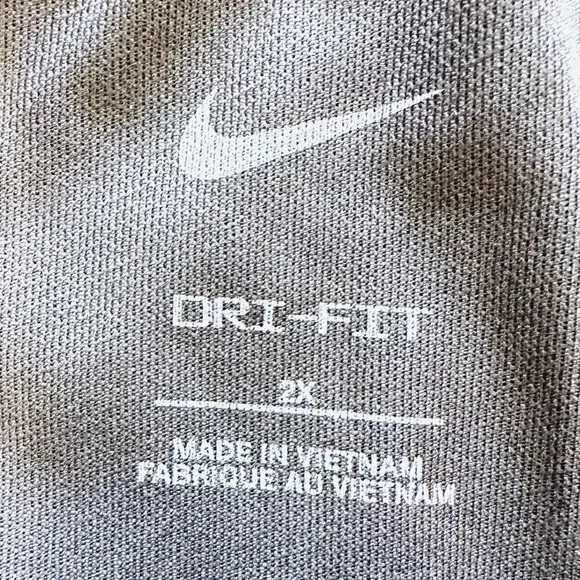 DRI-FIT
2X
MADE IN VIETNAM
FABRIQUE AU VIETNAM